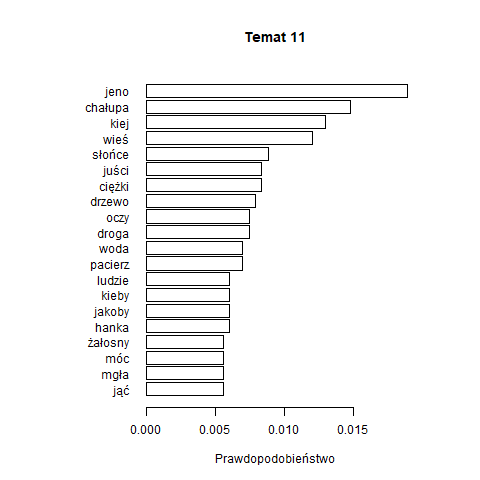 Temat 11
jeno
chałupa
kiej
wieś
słońce
juści
ciężki
drzewo
oczy
droga
woda
pacierz
ludzie
kieby
jakoby
hanka
żałosny
móc
mgła
jąć
0.000 0.005 0.010 0.015
Prawdopodobieństwo